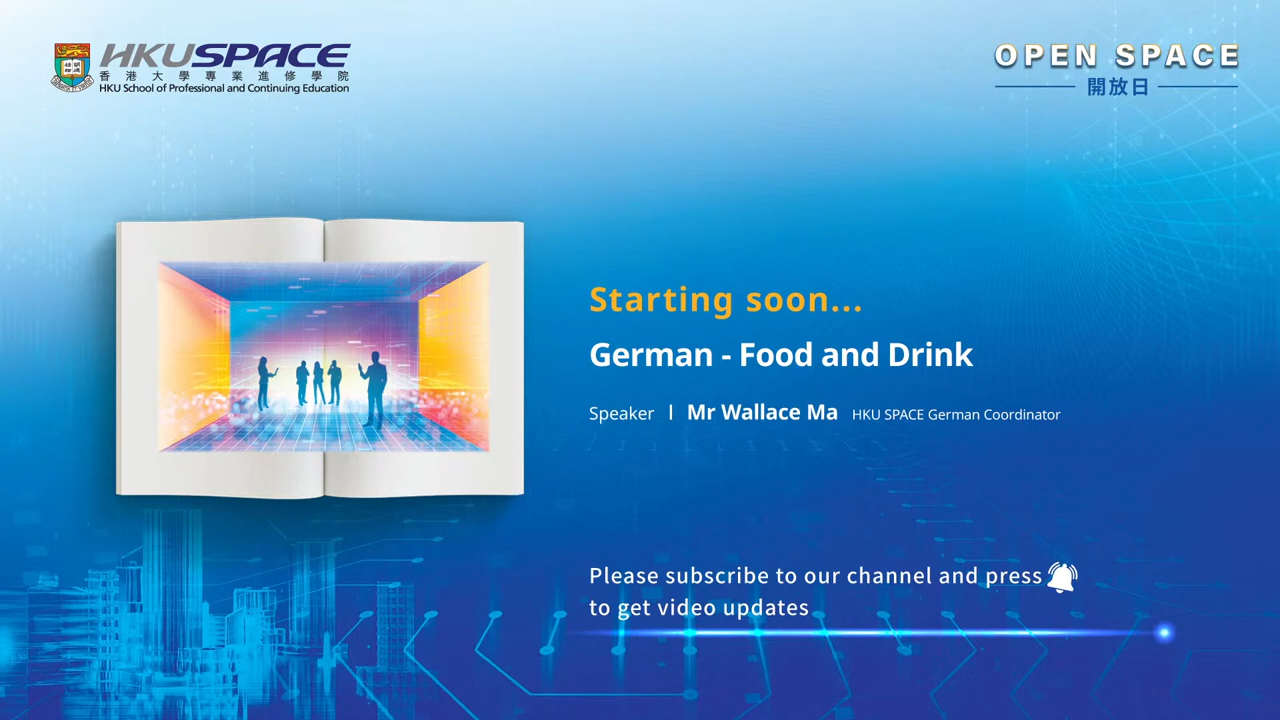 HKUSPACE
香港大學專業進修學院
HKU School of Professional and Continuing Education
OPEN SPACE
開放日
Starting soon...
German - Food and Drink
Speaker | Mr Wallace Ma HKU SPACE German Coordinator
Please subscribe to our channel and press
to get video updates